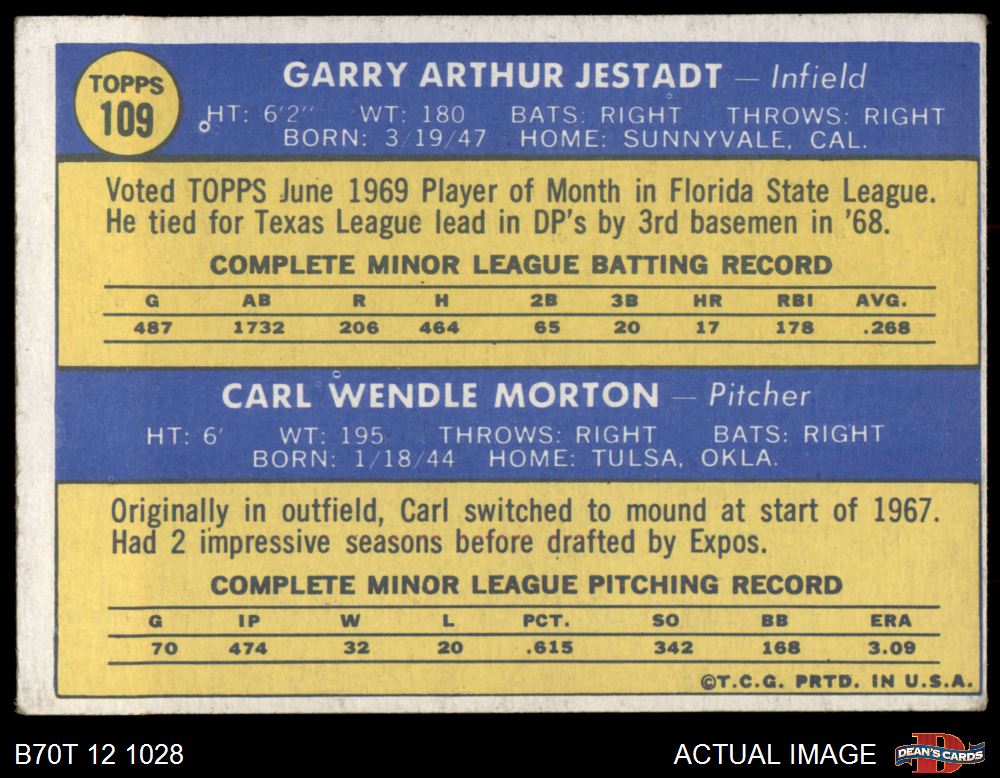 TOPPS
109
GARRY ARTHUR JESTADT — Infield
HT: 6'2" WT: 180 BATS: RIGHT THROWS: RIGHT
BORN: 3/19/47 HOME: SUNNYVALE, CAL.
Voted TOPPS June 1969 Player of Month in Florida State League.
He tied for Texas League lead in DP's by 3rd basemen in '68.
COMPLETE MINOR LEAGUE BATTING RECORD
G AB R H 2B 3B HR RBI AVG.
487 1732 206 464 65 20 17 178 .268
CARL WENDLE MORTON — Pitcher
HT: 6' WT: 195 THROWS: RIGHT BATS: RIGHT
BORN: 1/18/44 HOME: TULSA, OKLA.
Originally in outfield, Carl switched to mound at start of 1967.
Had 2 impressive seasons before drafted by Expos.
COMPLETE MINOR LEAGUE PITCHING RECORD
G IP W L PCT. SO BB ERA
70 474 32 20 .615 342 168 3.09
©T.C.G. PRTD. IN U.S.A.
B70T 12 1028
ACTUAL IMAGE
DEAN'S CARDS